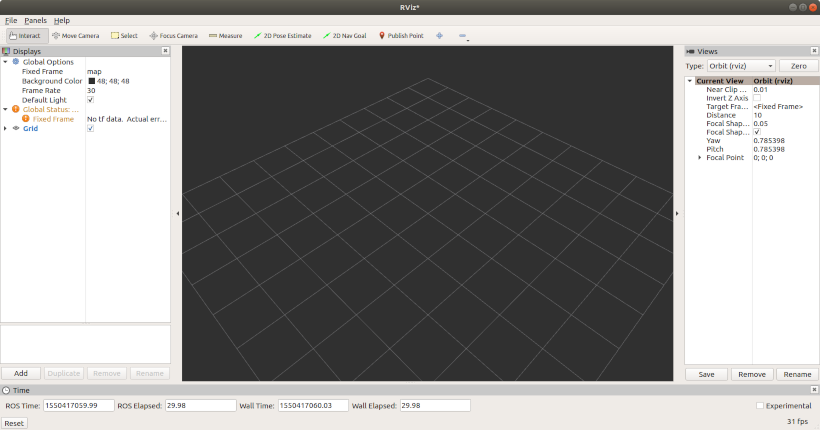 RViz*
File Panels Help
Interact Move Camera Select Focus Camera Measure 2D Pose Estimate 2D Nav Goal Publish Point
Displays
Global Options
Fixed Frame map
Background Color 48; 48; 48
Frame Rate 30
Default Light
Global Status: ...
Fixed Frame No tf data. Actual err...
Grid
Add Duplicate Remove Rename
Views
Type: Orbit (rviz) Zero
Current View Orbit (rviz)
Near Clip ... 0.01
Invert Z Axis
Target Fra... <Fixed Frame>
Distance 10
Focal Shap... 0.05
Focal Shap...
Yaw 0.785398
Pitch 0.785398
Focal Point 0; 0; 0
Save Remove Rename
Time
ROS Time: 1550417059.99 ROS Elapsed: 29.98 Wall Time: 1550417060.03 Wall Elapsed: 29.98 Experimental
Reset 31 fps